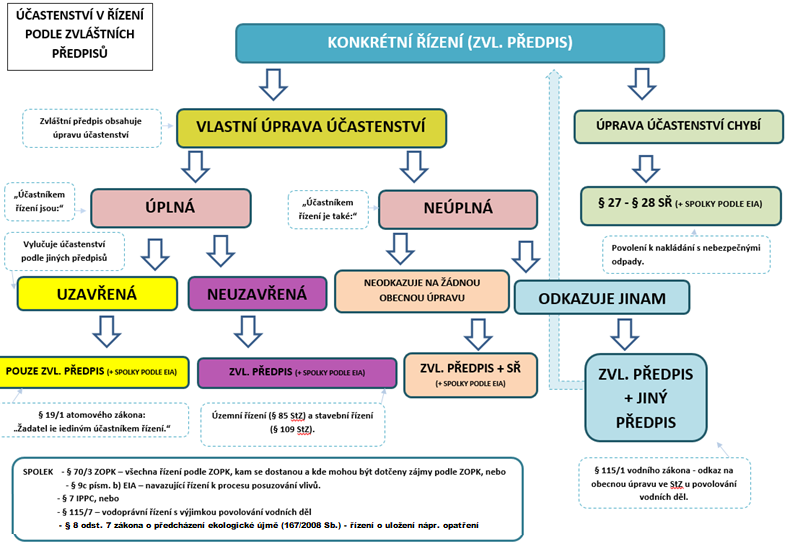 ÚČASTENSTVÍ V ŘÍZENÍ
PODLE ZVLÁŠTNÍCH
PŘEDPISŮ
KONKRÉTNÍ ŘÍZENÍ (ZVL. PŘEDPIS)
Zvláštní předpis obsahuje
úpravu účastenství
VLASTNÍ ÚPRAVA ÚČASTENSTVÍ
ÚPRAVA ÚČASTENSTVÍ CHYBÍ
„Účastníkem
řízení jsou:“
ÚPLNÁ
„Účastníkem
řízení je také:“
NEÚPLNÁ
§ 27 - § 28 SŘ (+ SPOLKY PODLE EIA)
Vylučuje účastenství
podle jiných předpisů
Povolení k nakládání s nebezpečnými
odpady.
UZAVŘENÁ
NEUZAVŘENÁ
NEODKAZUJE NA ŽÁDNOU
OBECNOU ÚPRAVU
ODKAZUJE JINAM
POUZE ZVL. PŘEDPIS (+ SPOLKY PODLE EIA)
ZVL. PŘEDPIS (+ SPOLKY PODLE EIA)
ZVL. PŘEDPIS + SŘ
(+ SPOLKY PODLE EIA)
ZVL. PŘEDPIS
+ JINÝ
PŘEDPIS
§ 19/1 atomového zákona:
„Žadatel je jediným účastníkem řízení.“
Územní řízení (§ 85 StZ) a stavební řízení
(§ 109 StZ).
§ 115/1 vodního zákona - odkaz na
obecnou úpravu ve StZ u povolování
vodních děl.
SPOLEK - § 70/3 ZOPK – všechna řízení podle ZOPK, kam se dostanou a kde mohou být dotčeny zájmy podle ZOPK, nebo
- § 9c písm. b) EIA – navazující řízení k procesu posuzování vlivů.
- § 7 IPPC, nebo
- § 115/7 – vodoprávní řízení s výjimkou povolování vodních děl
- § 8 odst. 7 zákona o předcházení ekologické újmě (167/2008 Sb.) - řízení o uložení nápr. opatření